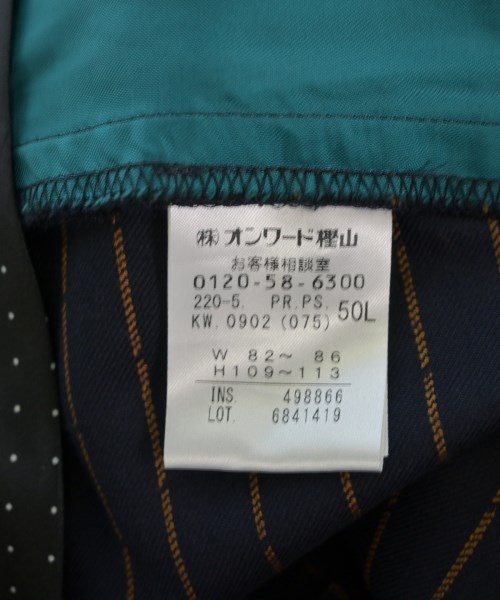 ㈱オンワード樫山
お客様相談室
0120-58-6300
220-5. PR.PS. 50L
KW.0902 (075)
W 82～ 86
H109～113
INS. 498866
LOT. 6841419